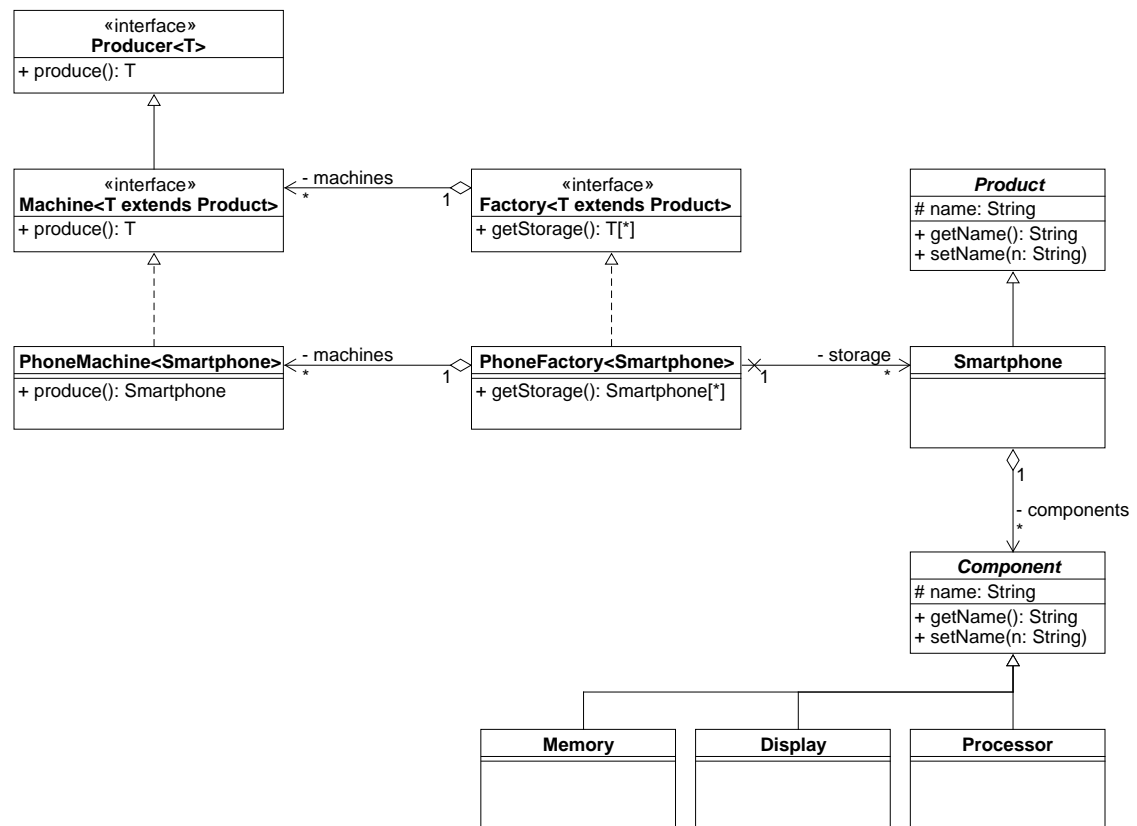 «interface»
Producer<T>
+ produce(): T
«interface»
Machine<T extends Product>
+ produce(): T
- machines
*
1
«interface»
Factory<T extends Product>
+ getStorage(): T[*]
Product
# name: String
+ getName(): String
+ setName(n: String)
PhoneMachine<Smartphone>
+ produce(): Smartphone
- machines
*
1
PhoneFactory<Smartphone>
+ getStorage(): Smartphone[*]
1
- storage
*
Smartphone
1
- components
*
Component
# name: String
+ getName(): String
+ setName(n: String)
Memory
Display
Processor